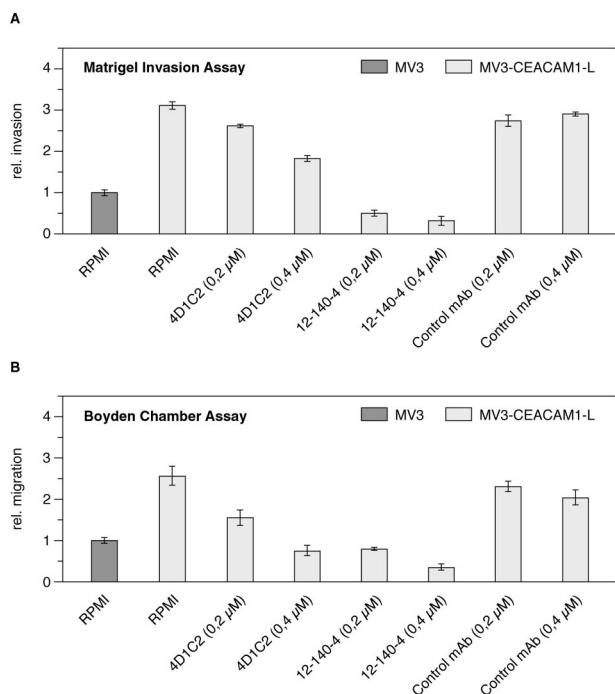 A
Matrigel Invasion Assay
MV3
MV3-CEACAM1-L
rel. invasion
4
3
2
1
0
RPMI
RPMI
4D1C2 (0,2 µM)
4D1C2 (0,4 µM)
12-140-4 (0,2 µM)
12-140-4 (0,4 µM)
Control mAb (0,2 µM)
Control mAb (0,4 µM)
B
Boyden Chamber Assay
MV3
MV3-CEACAM1-L
rel. migration
4
3
2
1
0
RPMI
RPMI
4D1C2 (0,2 µM)
4D1C2 (0,4 µM)
12-140-4 (0,2 µM)
12-140-4 (0,4 µM)
Control mAb (0,2 µM)
Control mAb (0,4 µM)